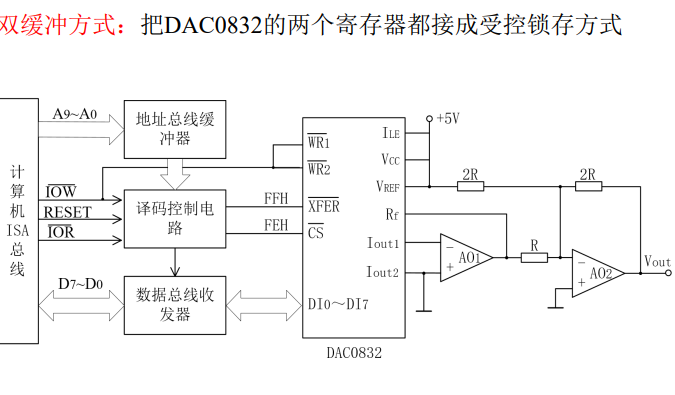 双缓冲方式：把DAC0832的两个寄存器都接成受控锁存方式
A9~A0
地址总线缓
冲器
+5V
ILE
WR1
VCC
WR2
计
算
机
ISA
总
线
IOW
RESET
IOR
译码控制电
路
FFH
FEH
XFER
CS
VREF
2R
2R
Rf
Iout1
Iout2
－
+
AO1
R
－
+
AO2
Vout
D7~D0
数据总线收
发器
DI0～DI7
DAC0832